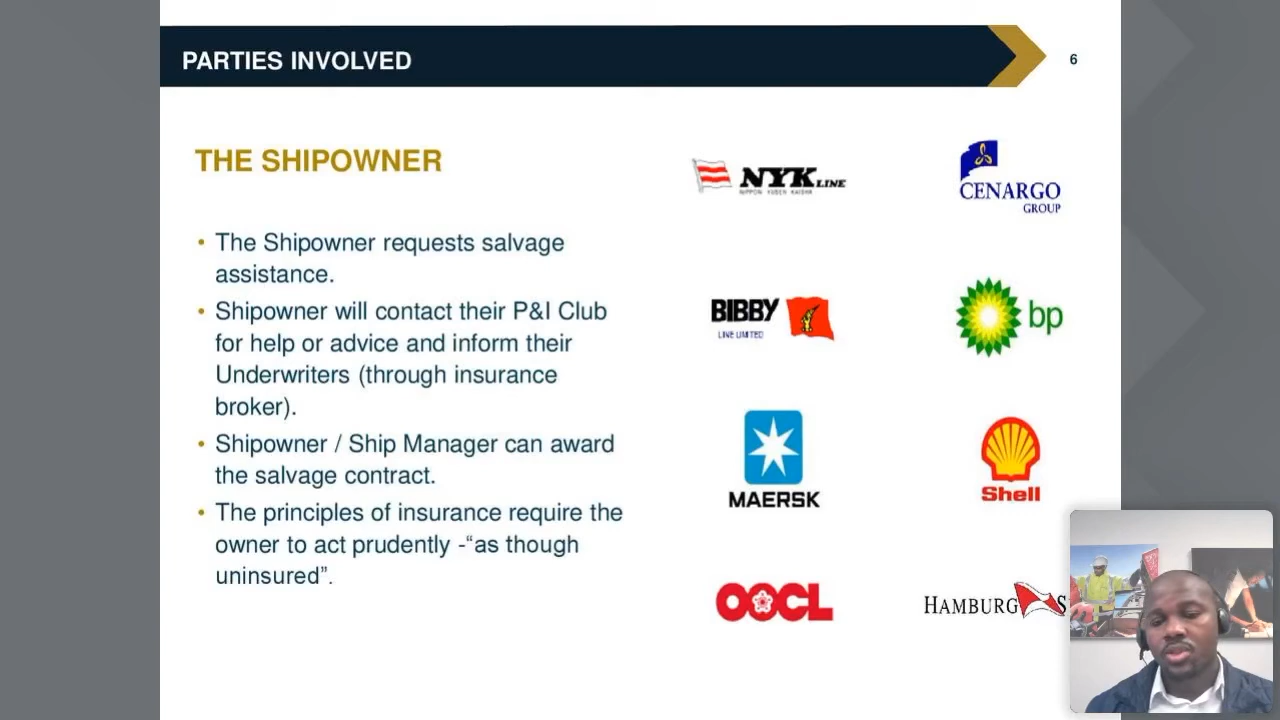 PARTIES INVOLVED
6
THE SHIPOWNER
• The Shipowner requests salvage
assistance.
• Shipowner will contact their P&I Club
for help or advice and inform their
Underwriters (through insurance
broker).
• Shipowner / Ship Manager can award
the salvage contract.
• The principles of insurance require the
owner to act prudently -“as though
uninsured”.
NYK LINE
NIPPON YUSEN KAISHA
CENARGO
GROUP
BIBBY
LINE LIMITED
bp
MAERSK
Shell
OOCL
HAMBURG S